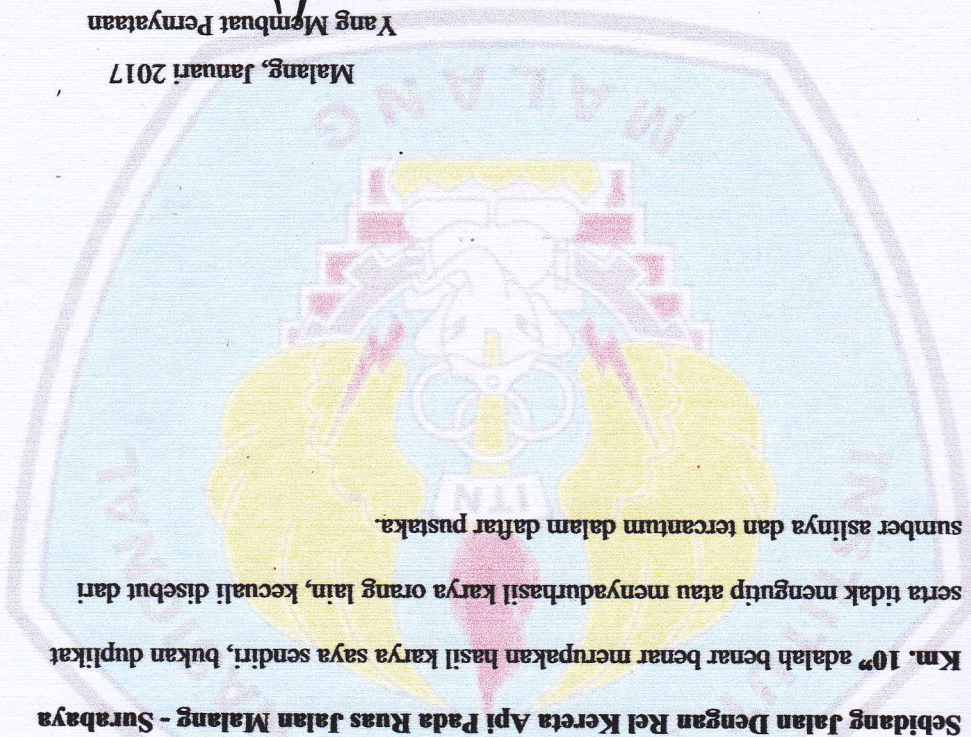 Sebidang Jalan Dengan Rel Kereta Api Pada Ruas Jalan Malang - Surabaya
Km. 10” adalah benar benar merupakan hasil karya saya sendiri, bukan duplikat
serta tidak mengutip atau menyadurhasil karya orang lain, kecuali disebut dari
sumber aslinya dan tercantum dalam daftar pustaka.
ITN
MALANG
Malang, Januari 2017
Yang Membuat Pernyataan